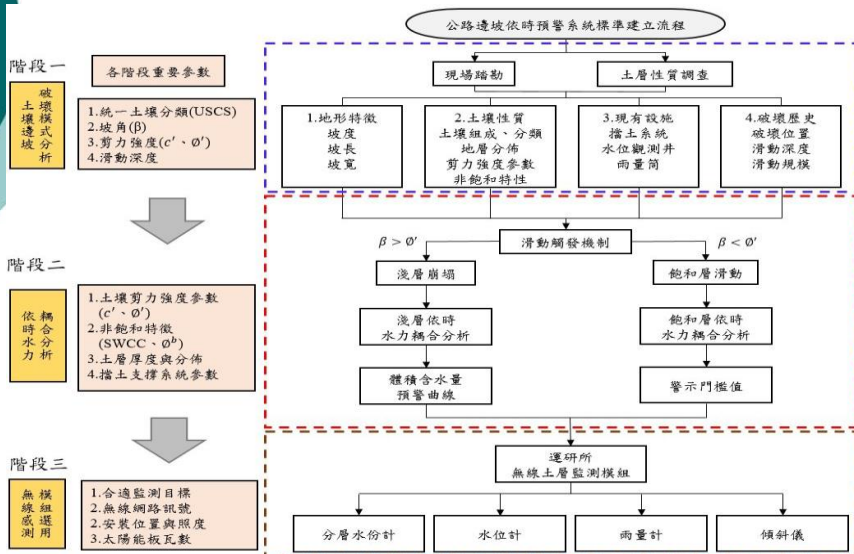 公路邊坡依時預警系統標準建立流程
階段一
土壤邊坡
破壞模式分析
各階段重要參數
1.統一土壤分類(USCS)
2.坡角(β)
3.剪力強度(c′、Ø′)
4.滑動深度
現場踏勘
土層性質調查
1.地形特徵
坡度
坡長
坡寬
2.土壤性質
土壤組成、分類
地層分佈
剪力強度參數
非飽和特性
3.現有設施
擋土系統
水位觀測井
雨量筒
4.破壞歷史
破壞位置
滑動深度
滑動規模
階段二
依時水力
耦合分析
1.土壤剪力強度參數
(c′、Ø′)
2.非飽和特徵
(SWCC、Øᵇ)
3.土層厚度與分佈
4.擋土支撐系統參數
β > Ø′
滑動觸發機制
β < Ø′
淺層崩塌
淺層依時
水力耦合分析
體積含水量
預警曲線
飽和層滑動
飽和層依時
水力耦合分析
警示門檻值
階段三
無線感測
模組選用
1.合適監測目標
2.無線網路訊號
2.安裝位置與照度
3.太陽能板瓦數
運研所
無線土層監測模組
分層水份計
水位計
雨量計
傾斜儀